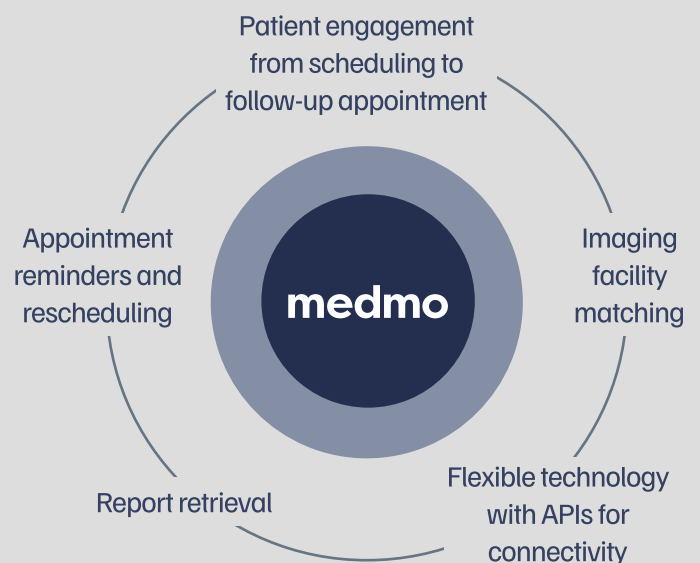 Patient engagement
from scheduling to
follow-up appointment
Appointment
reminders and
rescheduling
medmo
Imaging
facility
matching
Report retrieval
Flexible technology
with APIs for
connectivity